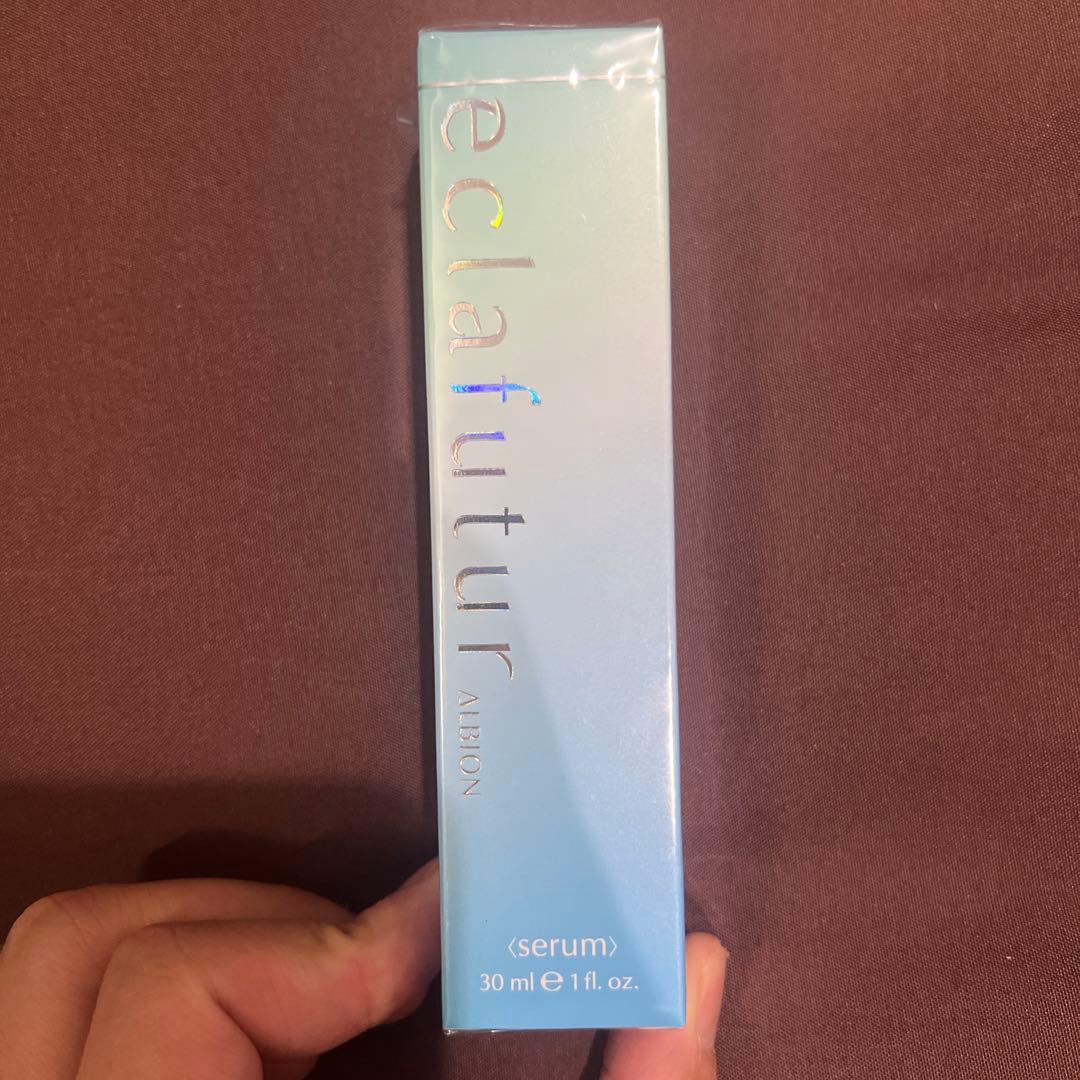 eclafutur ALBION
〈serum〉
30 ml ℮ 1 fl. oz.